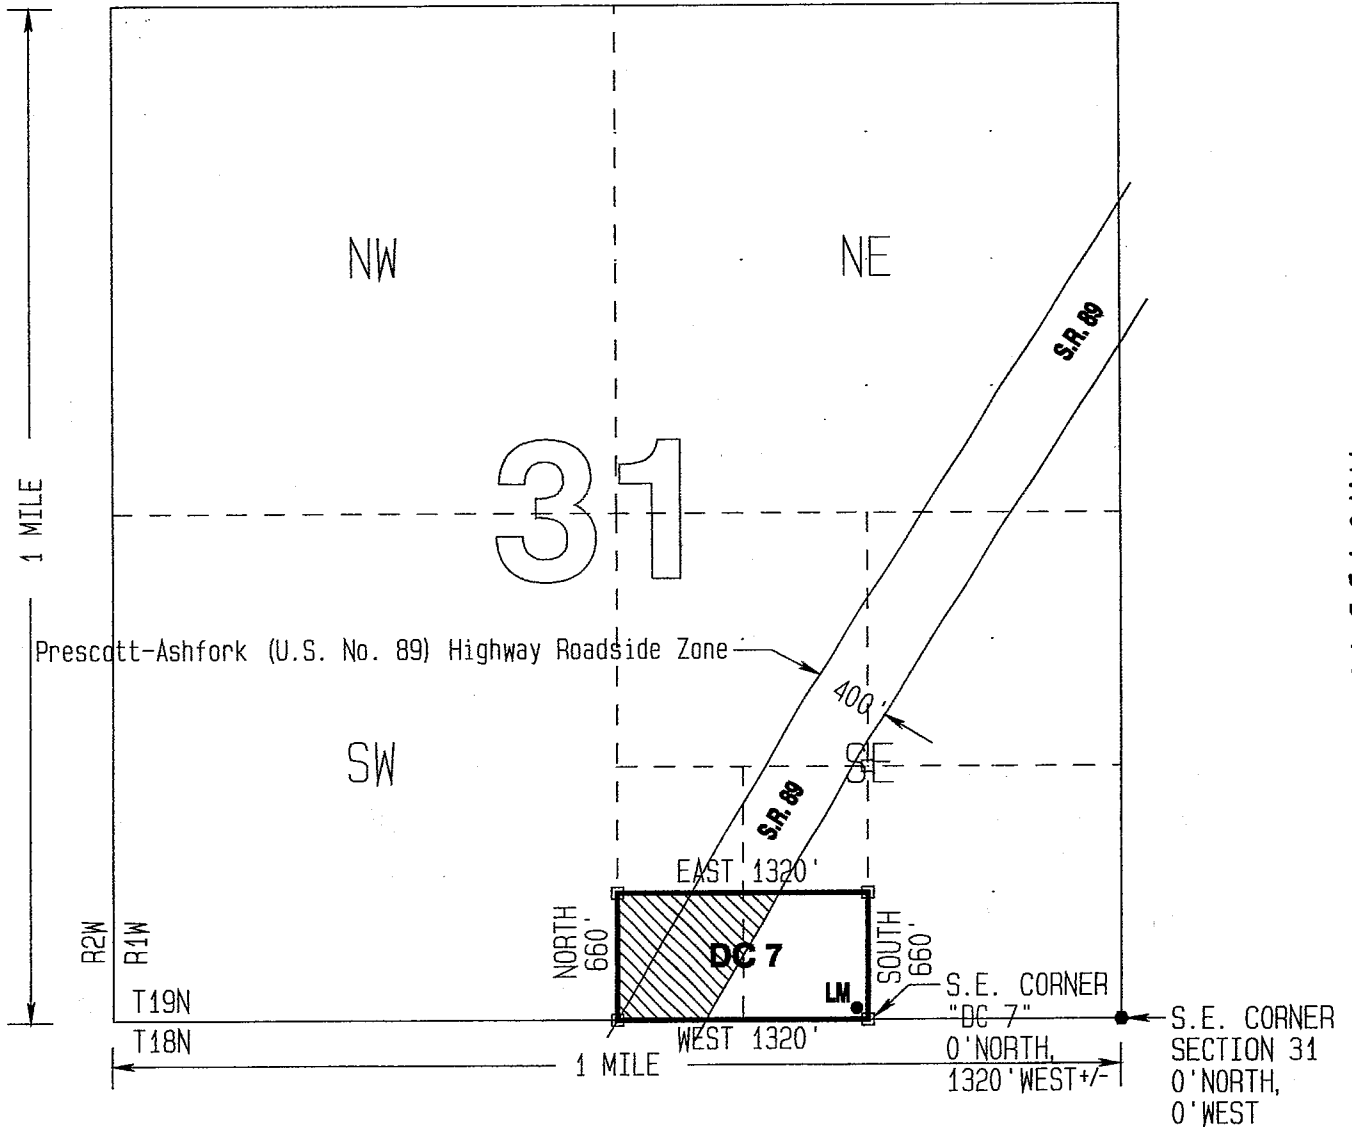 NW
NE
S.R. 89
31
1 MILE
Prescott-Ashfork (U.S. No. 89) Highway Roadside Zone
400'
SW
SE
S.R. 89
EAST 1320'
NORTH
660'
DC 7
SOUTH
660'
LM
R2W
R1W
T19N
T18N
WEST 1320'
1 MILE
S.E. CORNER
"DC 7"
0'NORTH,
1320'WEST+/-
S.E. CORNER
SECTION 31
0'NORTH,
0'WEST